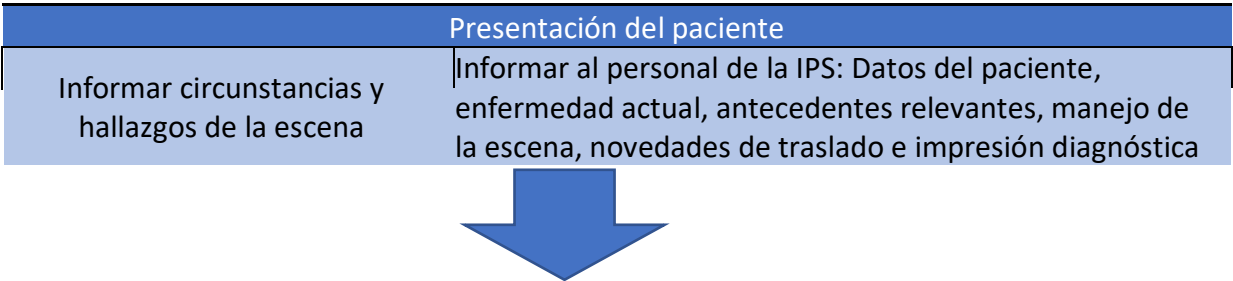 Presentación del paciente
Informar circunstancias y
hallazgos de la escena
Informar al personal de la IPS: Datos del paciente,
enfermedad actual, antecedentes relevantes, manejo de
la escena, novedades de traslado e impresión diagnóstica